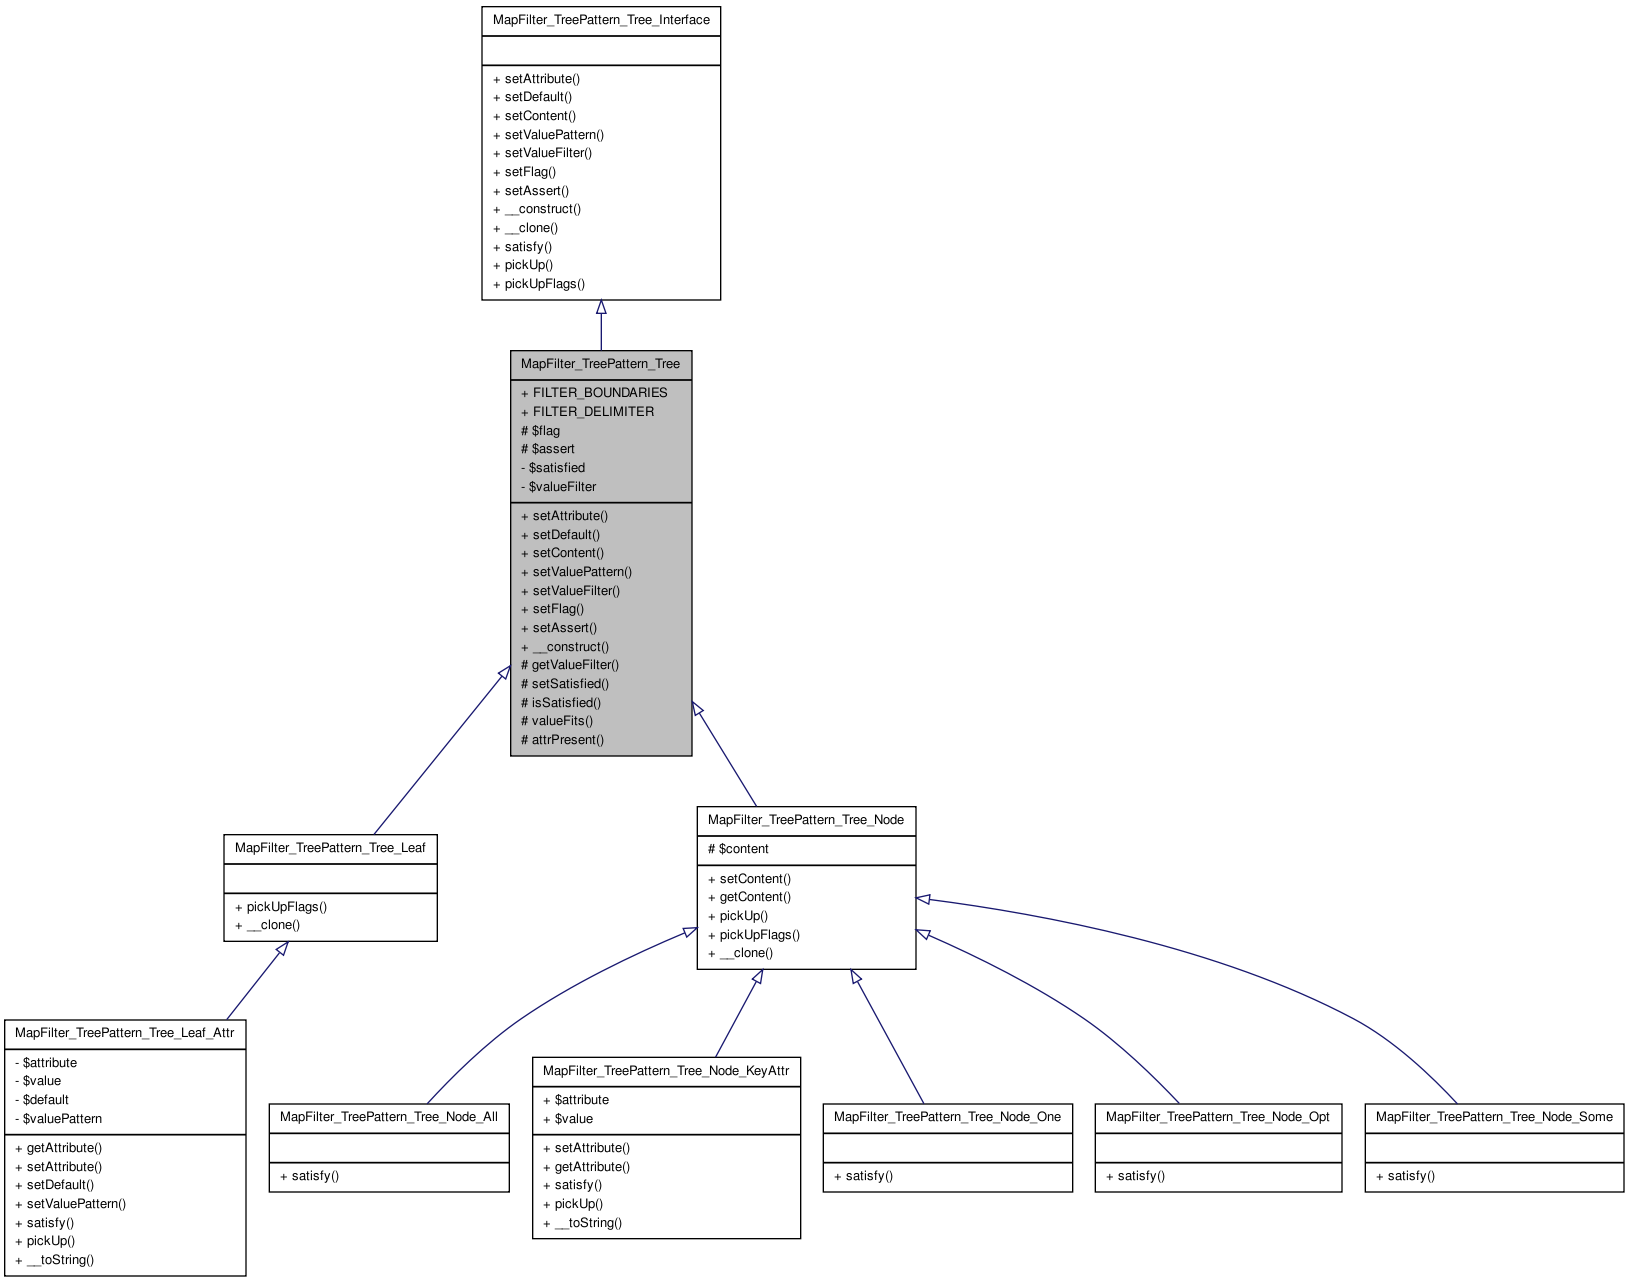 MapFilter_TreePattern_Tree_Interface
+ setAttribute()
+ setDefault()
+ setContent()
+ setValuePattern()
+ setValueFilter()
+ setFlag()
+ setAssert()
+ __construct()
+ __clone()
+ satisfy()
+ pickUp()
+ pickUpFlags()
MapFilter_TreePattern_Tree
+ FILTER_BOUNDARIES
+ FILTER_DELIMITER
# $flag
# $assert
- $satisfied
- $valueFilter
+ setAttribute()
+ setDefault()
+ setContent()
+ setValuePattern()
+ setValueFilter()
+ setFlag()
+ setAssert()
+ __construct()
# getValueFilter()
# setSatisfied()
# isSatisfied()
# valueFits()
# attrPresent()
MapFilter_TreePattern_Tree_Leaf
+ pickUpFlags()
+ __clone()
MapFilter_TreePattern_Tree_Node
# $content
+ setContent()
+ getContent()
+ pickUp()
+ pickUpFlags()
+ __clone()
MapFilter_TreePattern_Tree_Leaf_Attr
- $attribute
- $value
- $default
- $valuePattern
+ getAttribute()
+ setAttribute()
+ setDefault()
+ setValuePattern()
+ satisfy()
+ pickUp()
+ __toString()
MapFilter_TreePattern_Tree_Node_All
+ satisfy()
MapFilter_TreePattern_Tree_Node_KeyAttr
+ $attribute
+ $value
+ setAttribute()
+ getAttribute()
+ satisfy()
+ pickUp()
+ __toString()
MapFilter_TreePattern_Tree_Node_One
+ satisfy()
MapFilter_TreePattern_Tree_Node_Opt
+ satisfy()
MapFilter_TreePattern_Tree_Node_Some
+ satisfy()